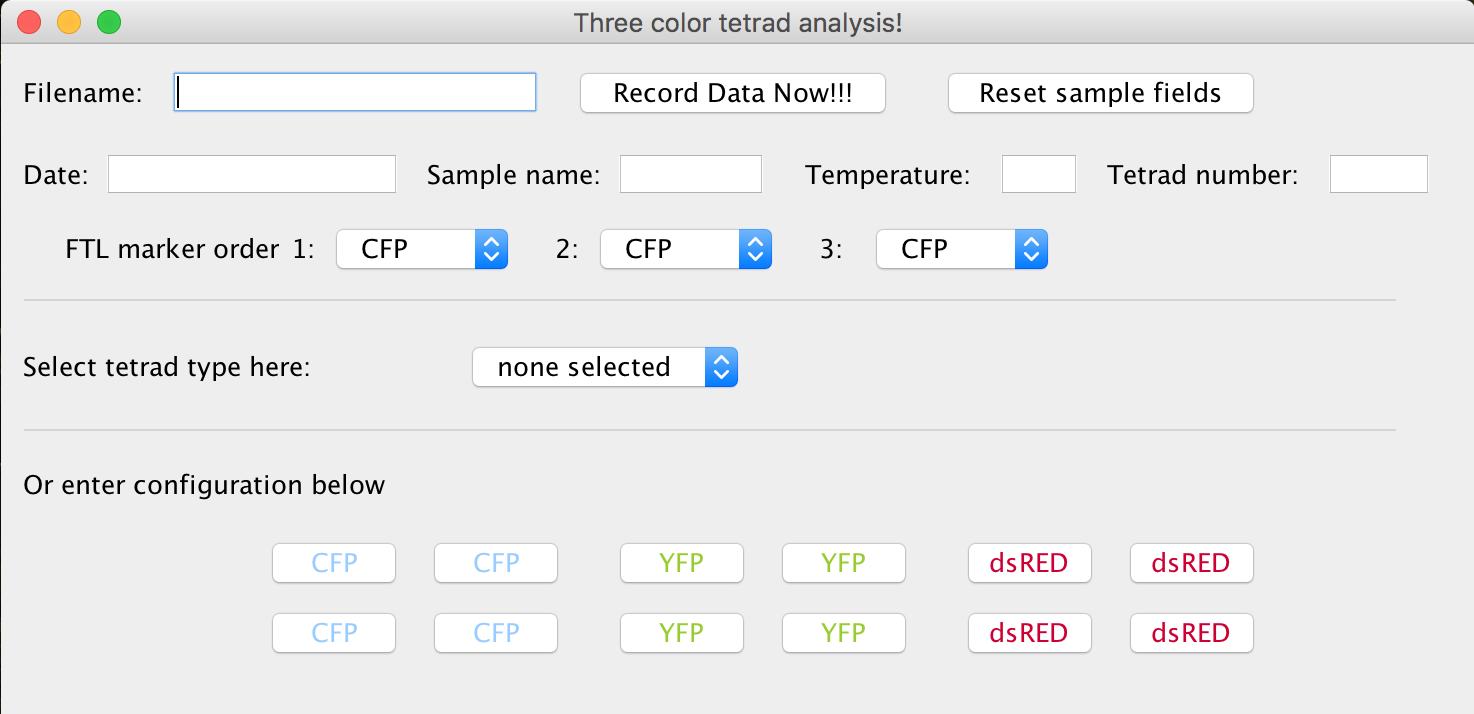 Three color tetrad analysis!
Filename: Record Data Now!!! Reset sample fields
Date: Sample name: Temperature: Tetrad number:
FTL marker order 1: CFP 2: CFP 3: CFP
Select tetrad type here: none selected
Or enter configuration below
CFP CFP YFP YFP dsRED dsRED
CFP CFP YFP YFP dsRED dsRED